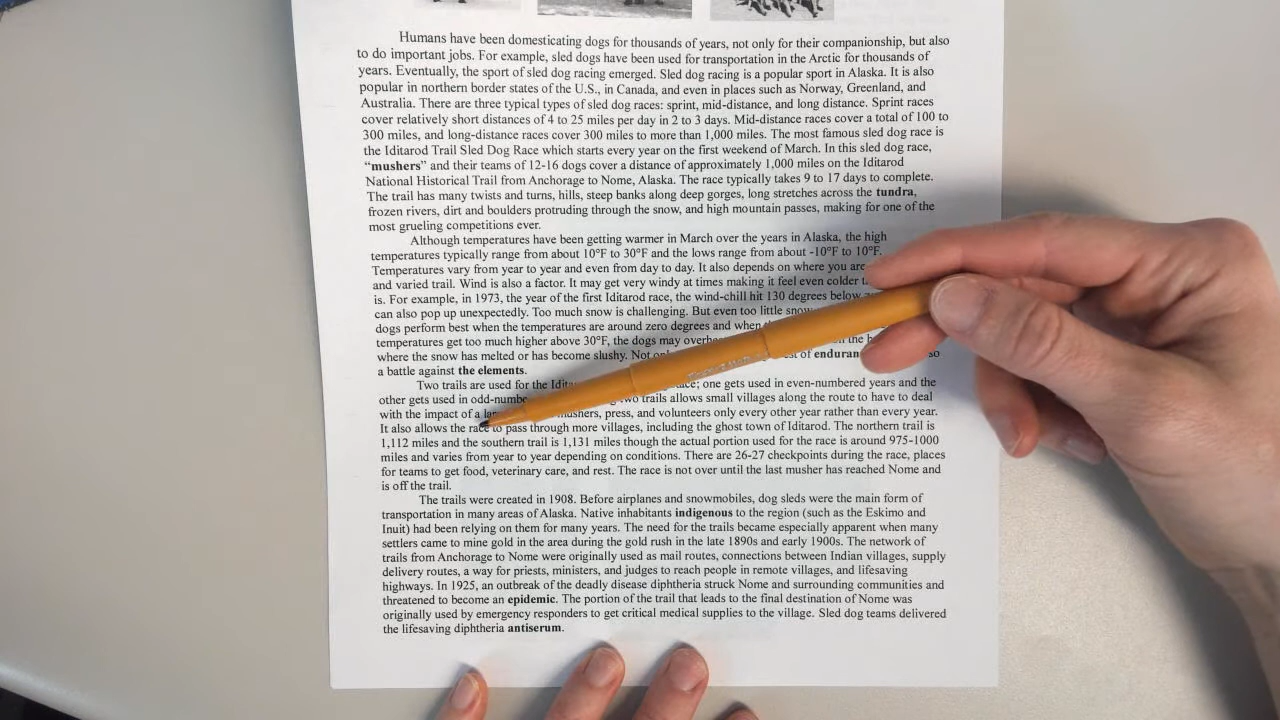 Humans have been domesticating dogs for thousands of years, not only for their companionship, but also
to do important jobs. For example, sled dogs have been used for transportation in the Arctic for thousands of
years. Eventually, the sport of sled dog racing emerged. Sled dog racing is a popular sport in Alaska. It is also
popular in northern border states of the U.S., in Canada, and even in places such as Norway, Greenland, and
Australia. There are three typical types of sled dog races: sprint, mid-distance, and long distance. Sprint races
cover relatively short distances of 4 to 25 miles per day in 2 to 3 days. Mid-distance races cover a total of 100 to
300 miles, and long-distance races cover 300 miles to more than 1,000 miles. The most famous sled dog race is
the Iditarod Trail Sled Dog Race which starts every year on the first weekend of March. In this sled dog race,
“mushers” and their teams of 12-16 dogs cover a distance of approximately 1,000 miles on the Iditarod
National Historical Trail from Anchorage to Nome, Alaska. The race typically takes 9 to 17 days to complete.
The trail has many twists and turns, hills, steep banks along deep gorges, long stretches across the tundra,
frozen rivers, dirt and boulders protruding through the snow, and high mountain passes, making for one of the
most grueling competitions ever.
Although temperatures have been getting warmer in March over the years in Alaska, the high
temperatures typically range from about 10°F to 30°F and the lows range from about -10°F to 10°F.
Temperatures vary from year to year and even from day to day. It also depends on where you are
and varied trail. Wind is also a factor. It may get very windy at times making it feel even colder
is. For example, in 1973, the year of the first Iditarod race, the wind-chill hit 130 degrees below
can also pop up unexpectedly. Too much snow is challenging. But even too little snow
dogs perform best when the temperatures are around zero degrees and when
temperatures get too much higher above 30°F, the dogs may the
where the snow has melted or has become slushy. Not of so
a battle against the elements.
Two trails are used for the one gets used in even-numbered years and the
other gets used in two trails allows small villages along the route to have to deal
with the impact of a mushers, press, and volunteers only every other year rather than every year.
It also allows the race to pass through more villages, including the ghost town of Iditarod. The northern trail is
1,112 miles and the southern trail is 1,131 miles though the actual portion used for the race is around 975-1000
miles and varies from year to year depending on conditions. There are 26-27 checkpoints during the race, places
for teams to get food, veterinary care, and rest. The race is not over until the last musher has reached Nome and
is off the trail.
The trails were created in 1908. Before airplanes and snowmobiles, dog sleds were the main form of
transportation in many areas of Alaska. Native inhabitants indigenous to the region (such as the Eskimo and
Inuit) had been relying on them for many years. The need for the trails became especially apparent when many
settlers came to mine gold in the area during the gold rush in the late 1890s and early 1900s. The network of
trails from Anchorage to Nome were originally used as mail routes, connections between Indian villages, supply
delivery routes, a way for priests, ministers, and judges to reach people in remote villages, and lifesaving
highways. In 1925, an outbreak of the deadly disease diphtheria struck Nome and surrounding communities and
threatened to become an epidemic. The portion of the trail that leads to the final destination of Nome was
originally used by emergency responders to get critical medical supplies to the village. Sled dog teams delivered
the lifesaving diphtheria antiserum.